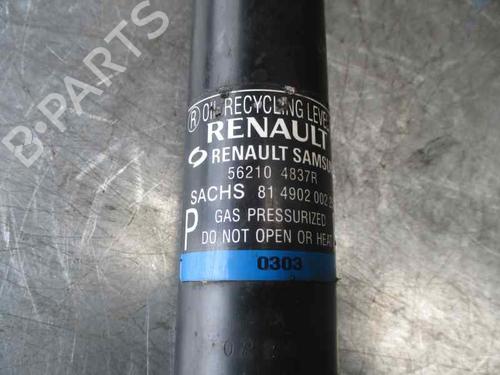 Ⓡ OIL RECYCLING LEVEL
RENAULT
RENAULT SAMSU
56210 4837R
SACHS 81 4902 002
P
GAS PRESSURIZED
DO NOT OPEN OR HEAT
0303
B-PARTS